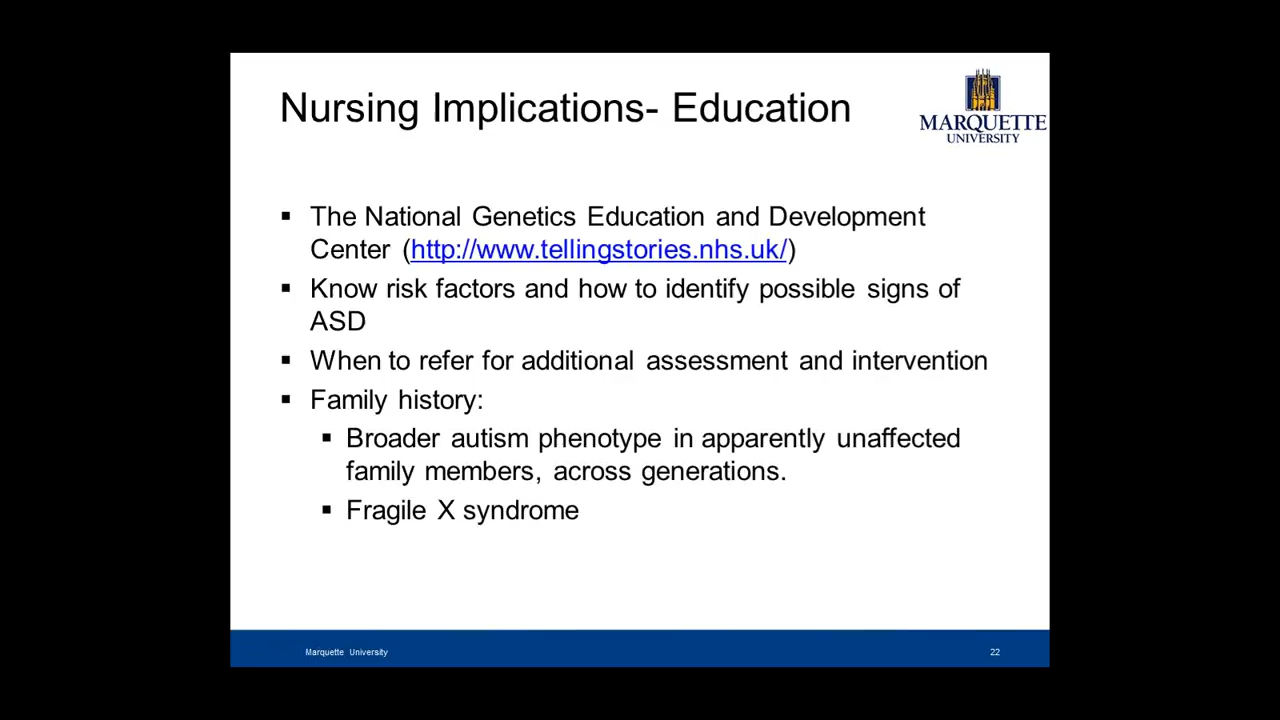 Nursing Implications- Education
MARQUETTE
UNIVERSITY
▪ The National Genetics Education and Development
Center (http://www.tellingstories.nhs.uk/)
▪ Know risk factors and how to identify possible signs of
ASD
▪ When to refer for additional assessment and intervention
▪ Family history:
▪ Broader autism phenotype in apparently unaffected
family members, across generations.
▪ Fragile X syndrome
Marquette University
22